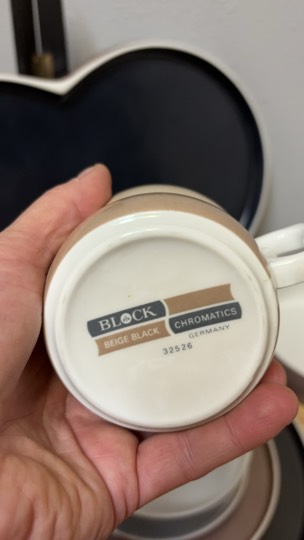 BLOCK
BEIGE BLACK CHROMATICS
GERMANY
32526